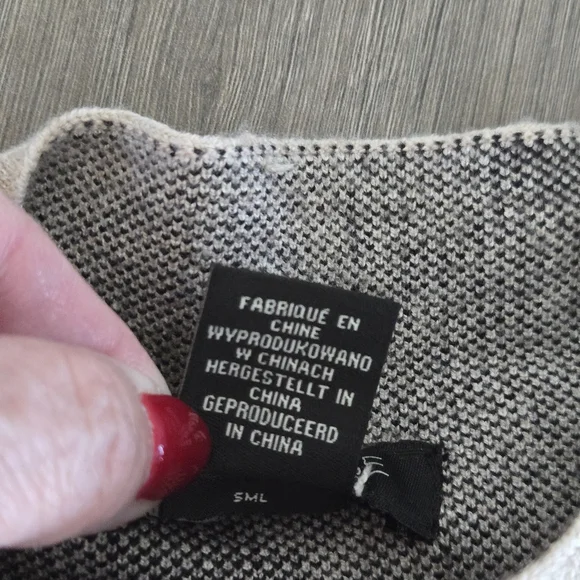 FABRIQUÉ EN
CHINE
WYPRODUKOWANO
W CHINACH
HERGESTELLT IN
CHINA
GEPRODUCEERD
IN CHINA
SML